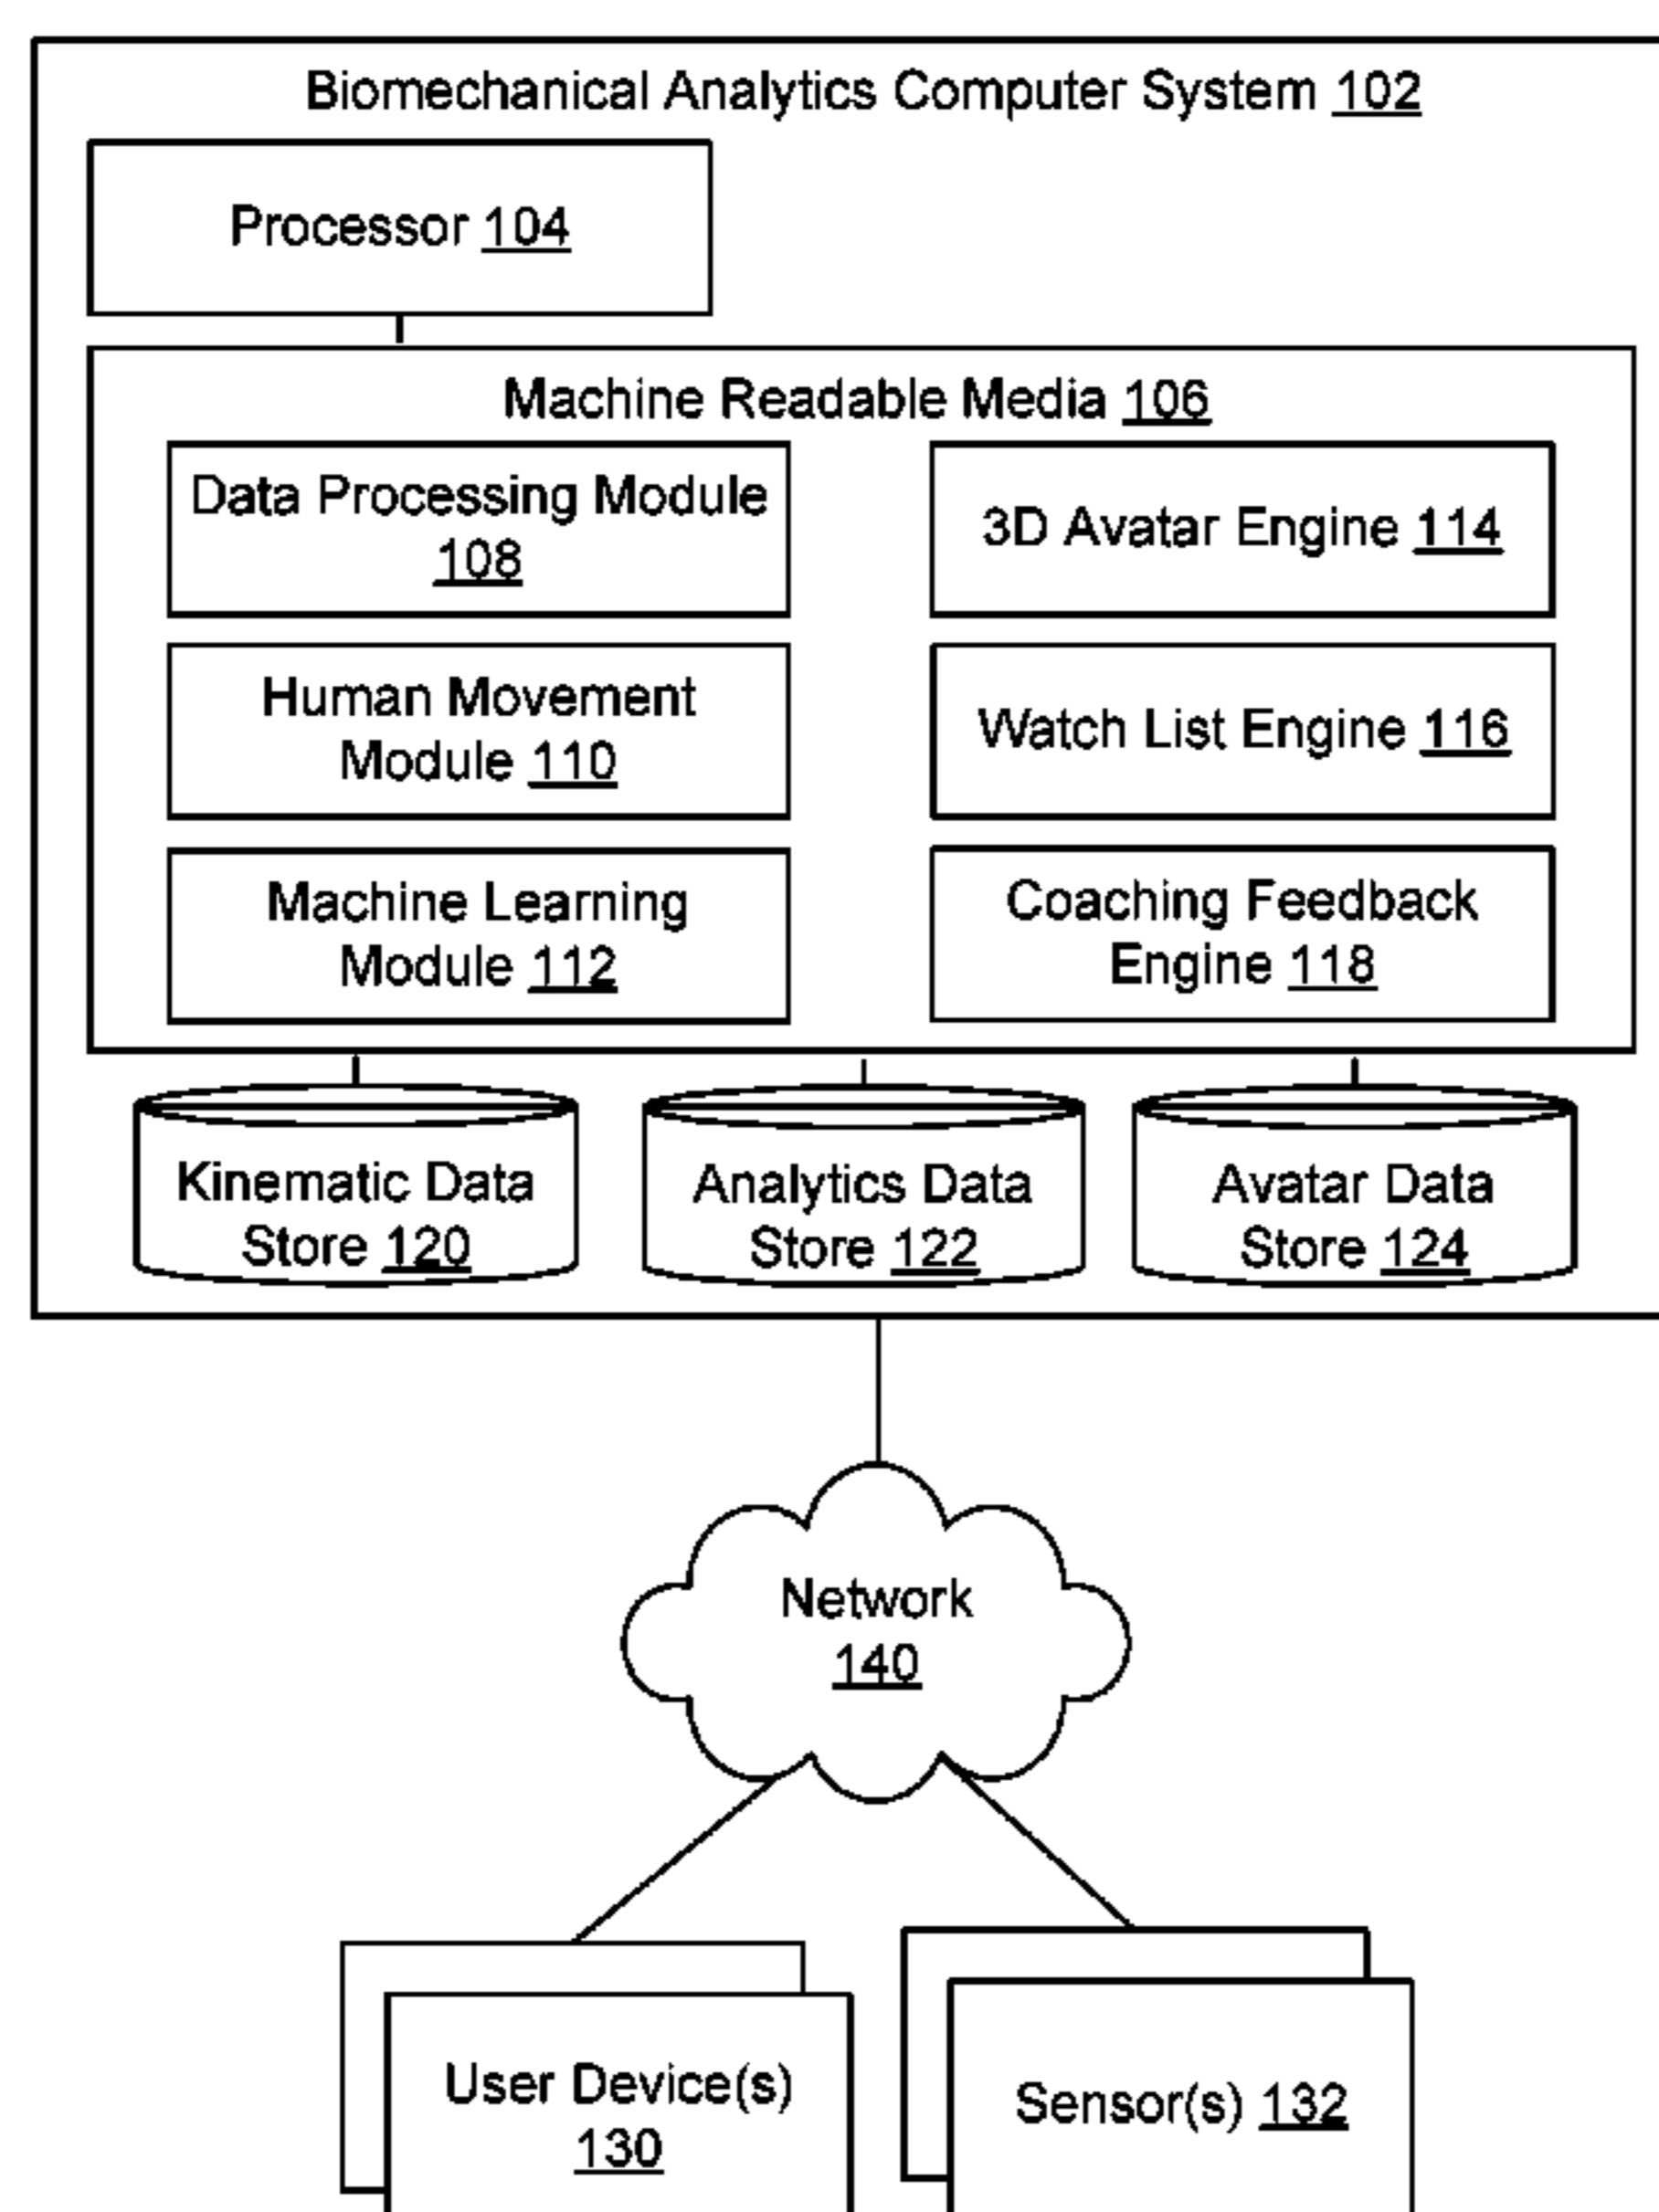 Biomechanical Analytics Computer System 102
Processor 104
Machine Readable Media 106
Data Processing Module
108
Human Movement
Module 110
Machine Learning
Module 112
3D Avatar Engine 114
Watch List Engine 116
Coaching Feedback
Engine 118
Kinematic Data
Store 120
Analytics Data
Store 122
Avatar Data
Store 124
Network
140
User Device(s)
130
Sensor(s) 132